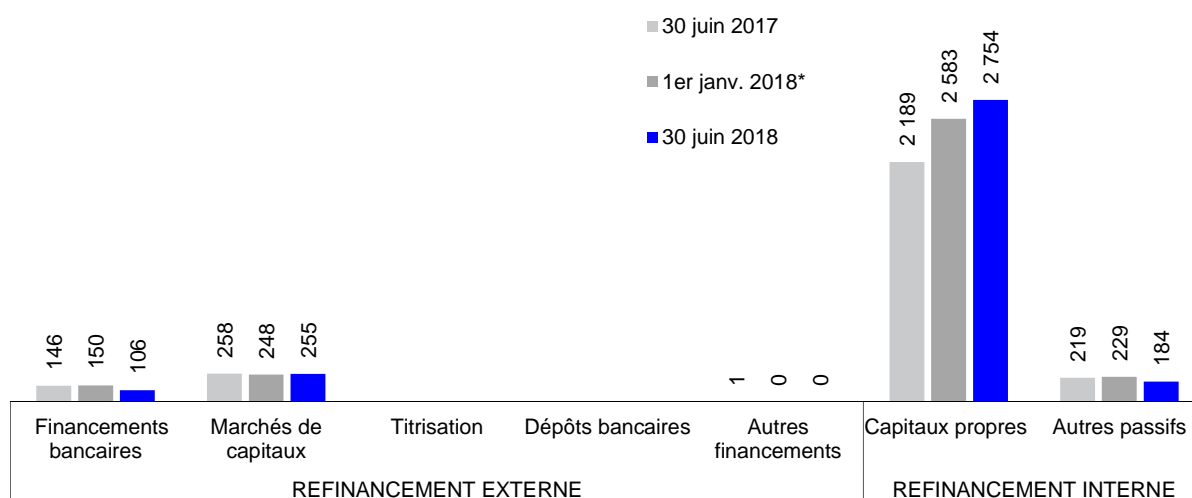 30 juin 2017
1er janv. 2018*
30 juin 2018
146
150
106
258
248
255
1
0
0
2 189
2 583
2 754
219
229
184
Financements
bancaires
Marchés de
capitaux
Titrisation
Dépôts bancaires
Autres
financements
Capitaux propres
Autres passifs
REFINANCEMENT EXTERNE
REFINANCEMENT INTERNE